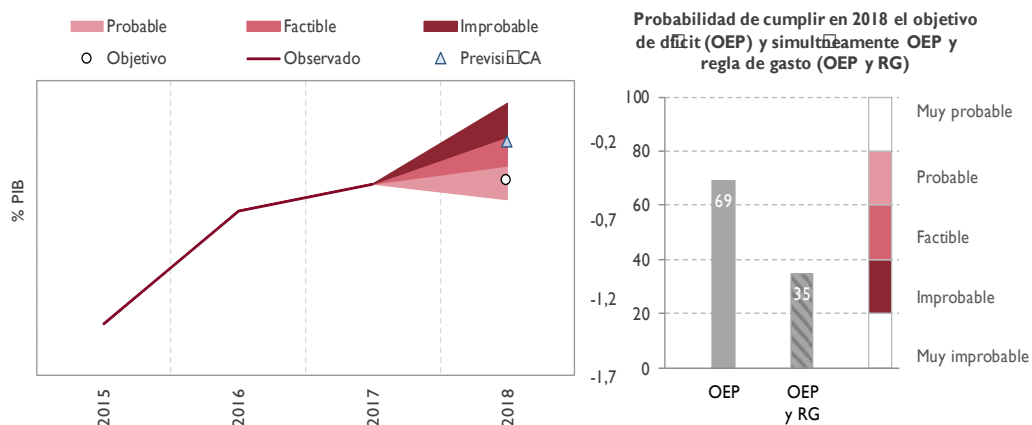 Probable
Factible
Improbable
Objetivo
Observado
Previsi□CA
% PIB
-0,2
-0,7
-1,2
-1,7
2015
2016
2017
2018
Probabilidad de cumplir en 2018 el objetivo
de d□ficit (OEP) y simult□eamente OEP y
regla de gasto (OEP y RG)
100
80
60
40
20
0
69
35
OEP
OEP
y RG
Muy probable
Probable
Factible
Improbable
Muy improbable